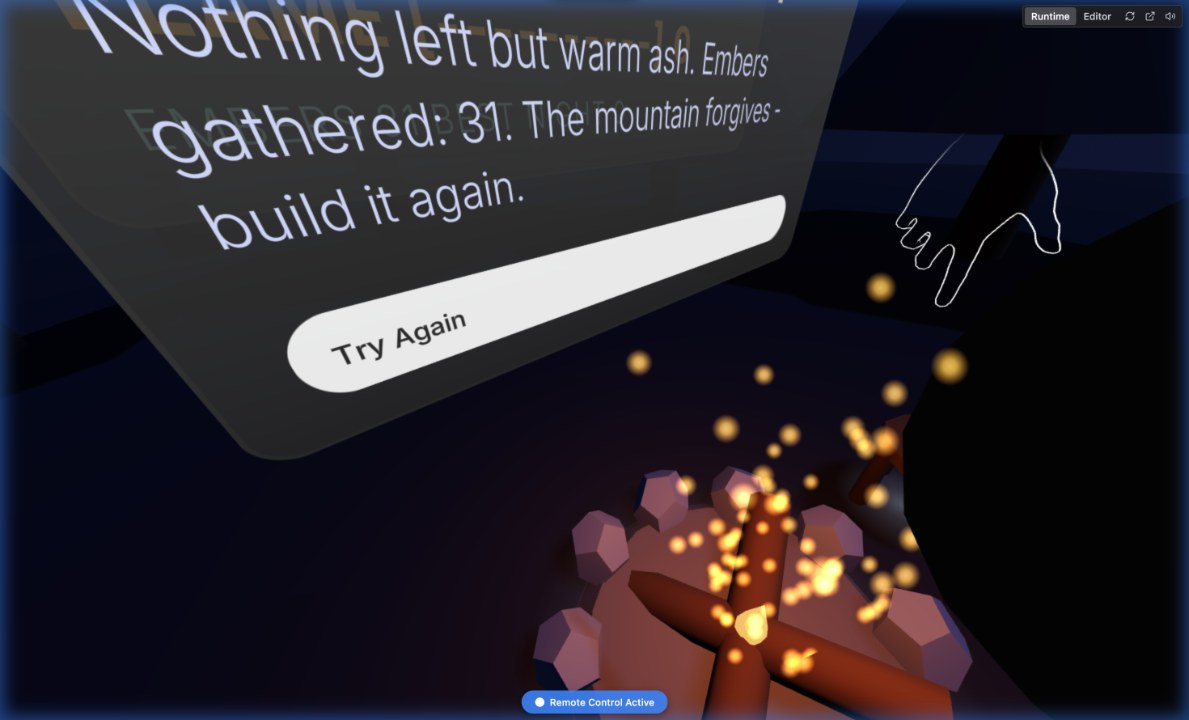 Runtime Editor
Nothing left but warm ash. Embers
gathered: 31. The mountain forgives -
build it again.
Try Again
Remote Control Active